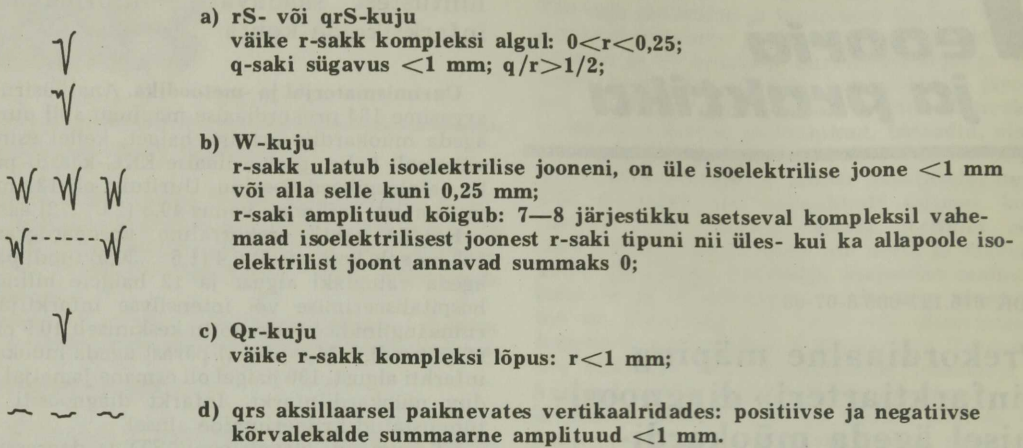 a) rS- või qrS-kuju
väike r-sakk kompleksi algul: 0<r<0,25;
q-saki sügavus <1 mm; q/r>1/2;
b) W-kuju
r-sakk ulatub isoelektrilise jooneni, on üle isoelektrilise joone <1 mm
või alla selle kuni 0,25 mm;
r-saki amplituud kõigub: 7—8 järjestikku asetseval kompleksil vahe-
maad isoelektrilisest joonest r-saki tipuni nii üles- kui ka allapoole iso-
elektrilist joont annavad summaks 0;
c) Qr-kuju
väike r-sakk kompleksi lõpus: r<1 mm;
d) qrs aksillaarsel paiknevates vertikaalridades: positiivse ja negatiivse
kõrvalekalde summaarne amplituud <1 mm.